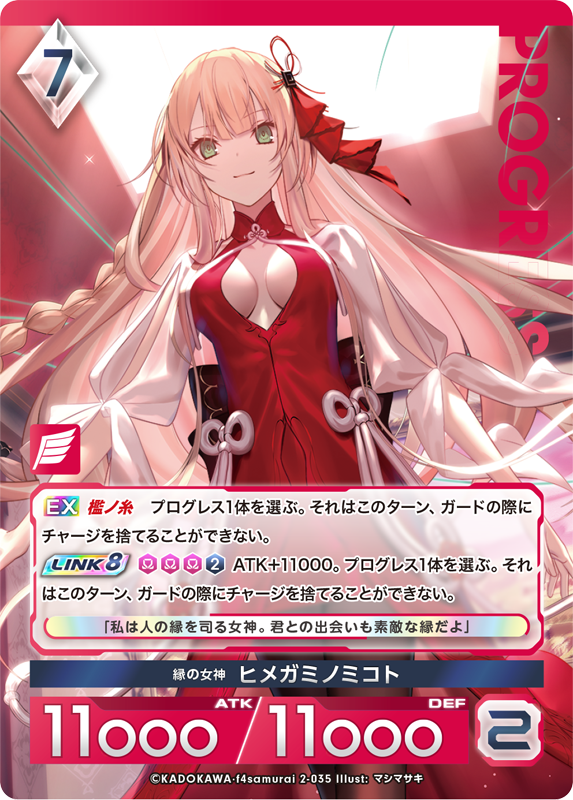 7
PROGRESS
EX 檻ノ糸 プログレス1体を選ぶ。それはこのターン、ガードの際に
チャージを捨てることができない。
LINK 8 2 ATK+11000。プログレス1体を選ぶ。それ
はこのターン、ガードの際にチャージを捨てることができない。
「私は人の縁を司る女神。君との出会いも素敵な縁だよ」
縁の女神 ヒメガミノミコト
ATK DEF
11000/11000 2
©KADOKAWA·f4samurai 2-035 Illust: マシマサキ